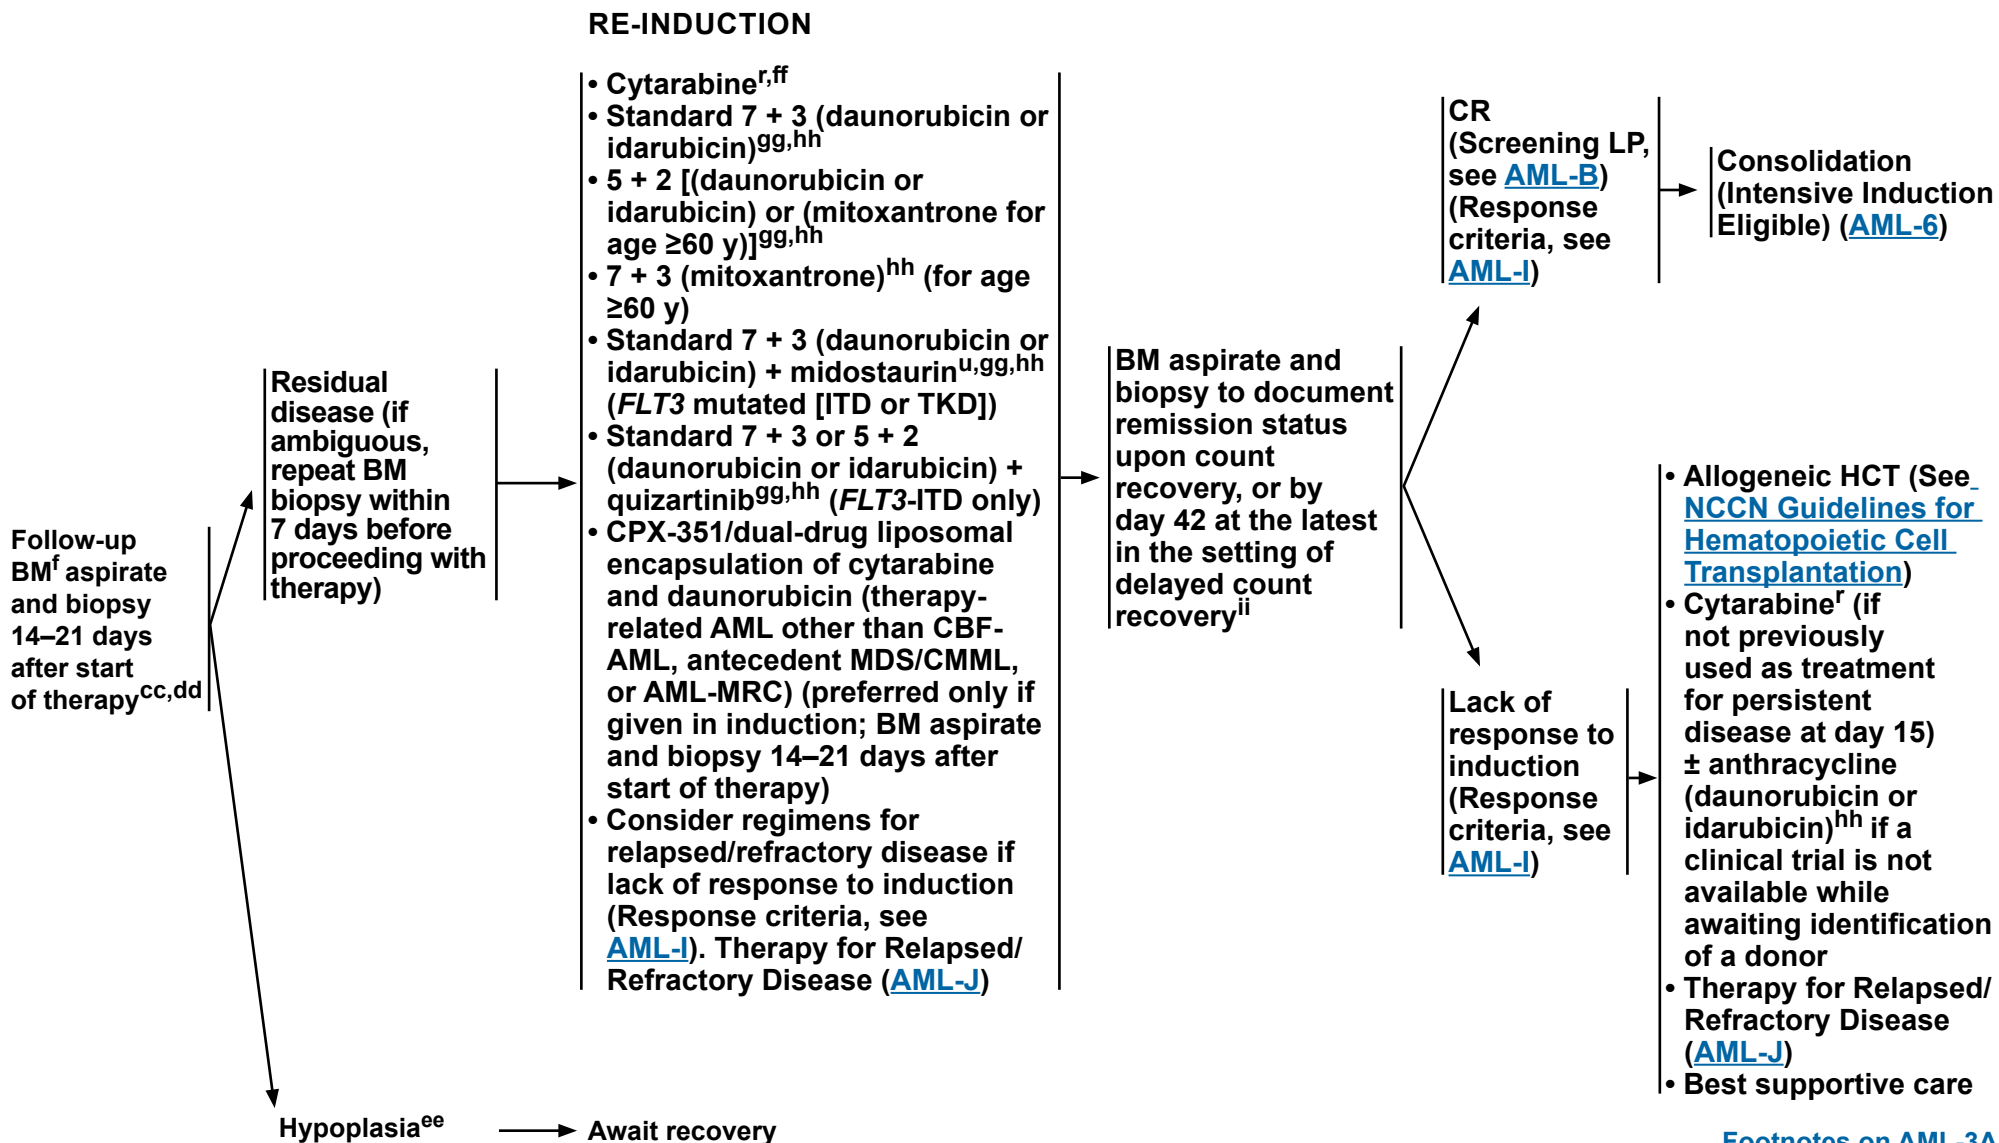 RE-INDUCTION
Follow-up
BMf aspirate
and biopsy
14–21 days
after start
of therapycc,dd
Residual
disease (if
ambiguous,
repeat BM
biopsy within
7 days before
proceeding with
therapy)
Hypoplasiaee
Await recovery
• Cytarabiner,ff
• Standard 7 + 3 (daunorubicin or
idarubicin)gg,hh
• 5 + 2 [(daunorubicin or
idarubicin) or (mitoxantrone for
age ≥60 y)]gg,hh
• 7 + 3 (mitoxantrone)hh (for age
≥60 y)
• Standard 7 + 3 (daunorubicin or
idarubicin) + midostaurinu,gg,hh
(FLT3 mutated [ITD or TKD])
• Standard 7 + 3 or 5 + 2
(daunorubicin or idarubicin) +
quizartinibgg,hh (FLT3-ITD only)
• CPX-351/dual-drug liposomal
encapsulation of cytarabine
and daunorubicin (therapy-
related AML other than CBF-
AML, antecedent MDS/CMML,
or AML-MRC) (preferred only if
given in induction; BM aspirate
and biopsy 14–21 days after
start of therapy)
• Consider regimens for
relapsed/refractory disease if
lack of response to induction
(Response criteria, see
AML-I). Therapy for Relapsed/
Refractory Disease (AML-J)
BM aspirate and
biopsy to document
remission status
upon count
recovery, or by
day 42 at the latest
in the setting of
delayed count
recoveryii
CR
(Screening LP,
see AML-B)
(Response
criteria, see
AML-I)
Consolidation
(Intensive Induction
Eligible) (AML-6)
Lack of
response to
induction
(Response
criteria, see
AML-I)
• Allogeneic HCT (See
NCCN Guidelines for
Hematopoietic Cell
Transplantation)
• Cytarabiner (if
not previously
used as treatment
for persistent
disease at day 15)
± anthracycline
(daunorubicin or
idarubicin)hh if a
clinical trial is not
available while
awaiting identification
of a donor
• Therapy for Relapsed/
Refractory Disease
(AML-J)
• Best supportive care
Footnotes on AML-3A